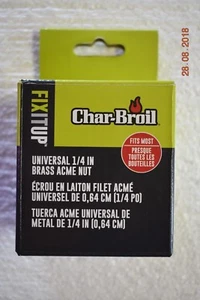 28.08.2018
FIXITUP
Char-Broil
FITS MOST
PRESQUE
TOUTES LES
BOUTEILLES
UNIVERSAL 1/4 IN
BRASS ACME NUT
ÉCROU EN LAITON FILET ACMÉ
UNIVERSEL DE 0,64 CM (1/4 PO)
TUERCA ACME UNIVERSAL DE
METAL DE 1/4 IN (0,64 CM)